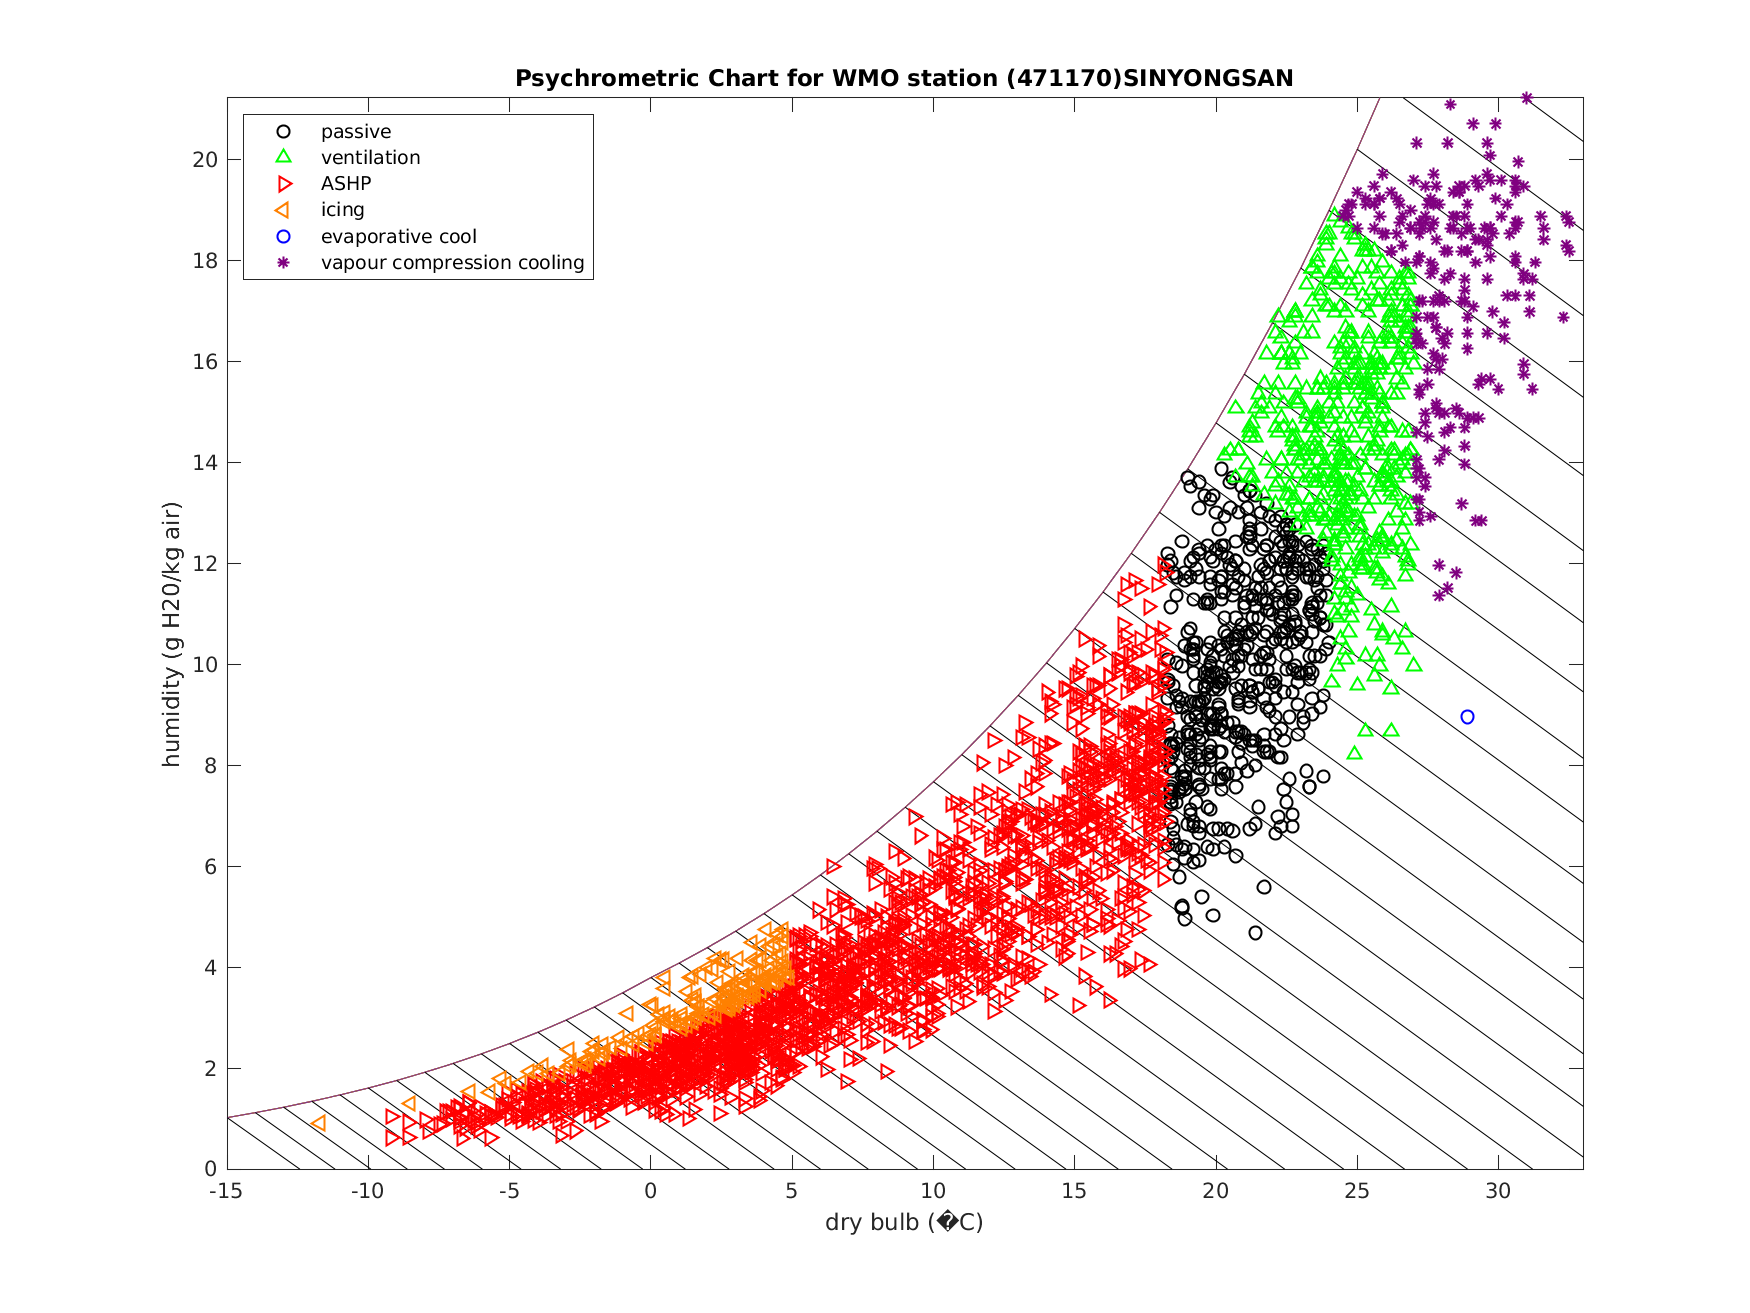 Psychrometric Chart for WMO station (471170)SINYONGSAN
passive
ventilation
ASHP
icing
evaporative cool
vapour compression cooling
20
18
16
14
12
10
8
6
4
2
0
humidity (g H20/kg air)
-15 -10 -5 0 5 10 15 20 25 30
dry bulb (�C)